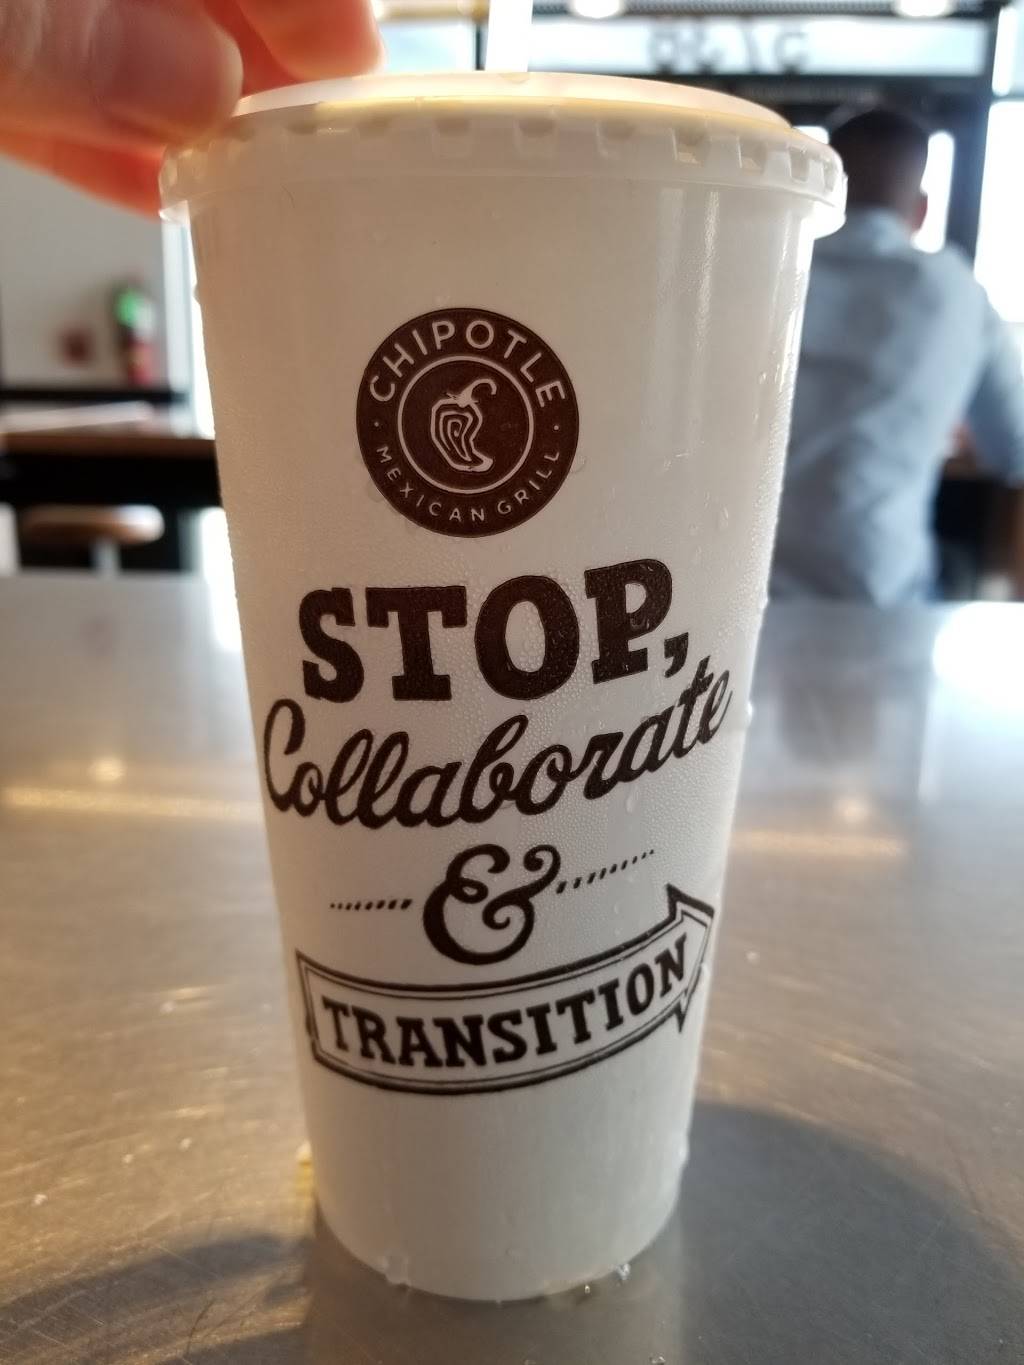 CHIPOTLE
MEXICAN GRILL
STOP,
Collaborate
&
TRANSITION